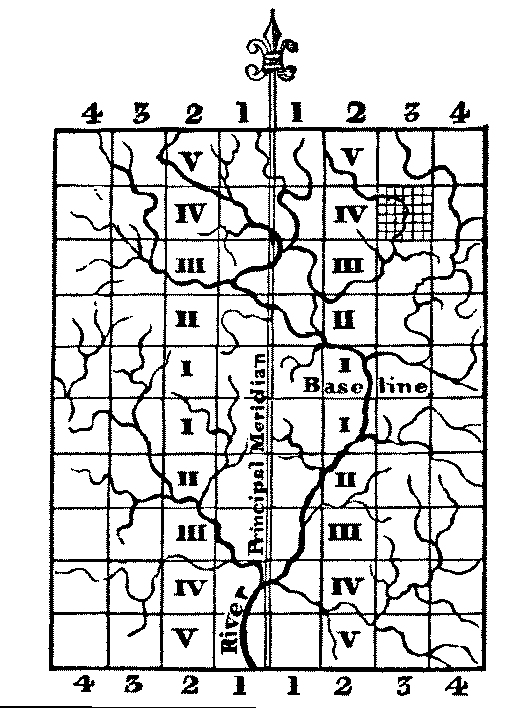 4 3 2 1 1 2 3 4
V V
IV IV
III III
II II
I I
Principal Meridian
Base line
I I
II II
III III
IV IV
River
V V
4 3 2 1 1 2 3 4